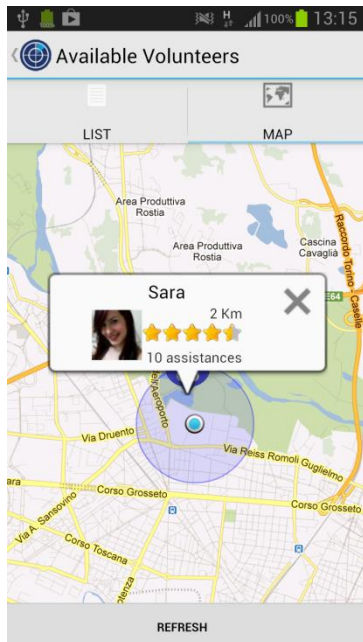 H 100% 13:15
Available Volunteers
LIST MAP
Area Produttiva
Rostia
Area Produttiva
Rostia
Cascina
Cavaglià
Raccordo Torino - Caselle
E64
Sara
2 Km
10 assistances
Via Druento
Via Reiss Romoli Guglielmo
Corso Grosseto
Corso Grosseto
Via A. Sansovino
Corso Toscana
REFRESH